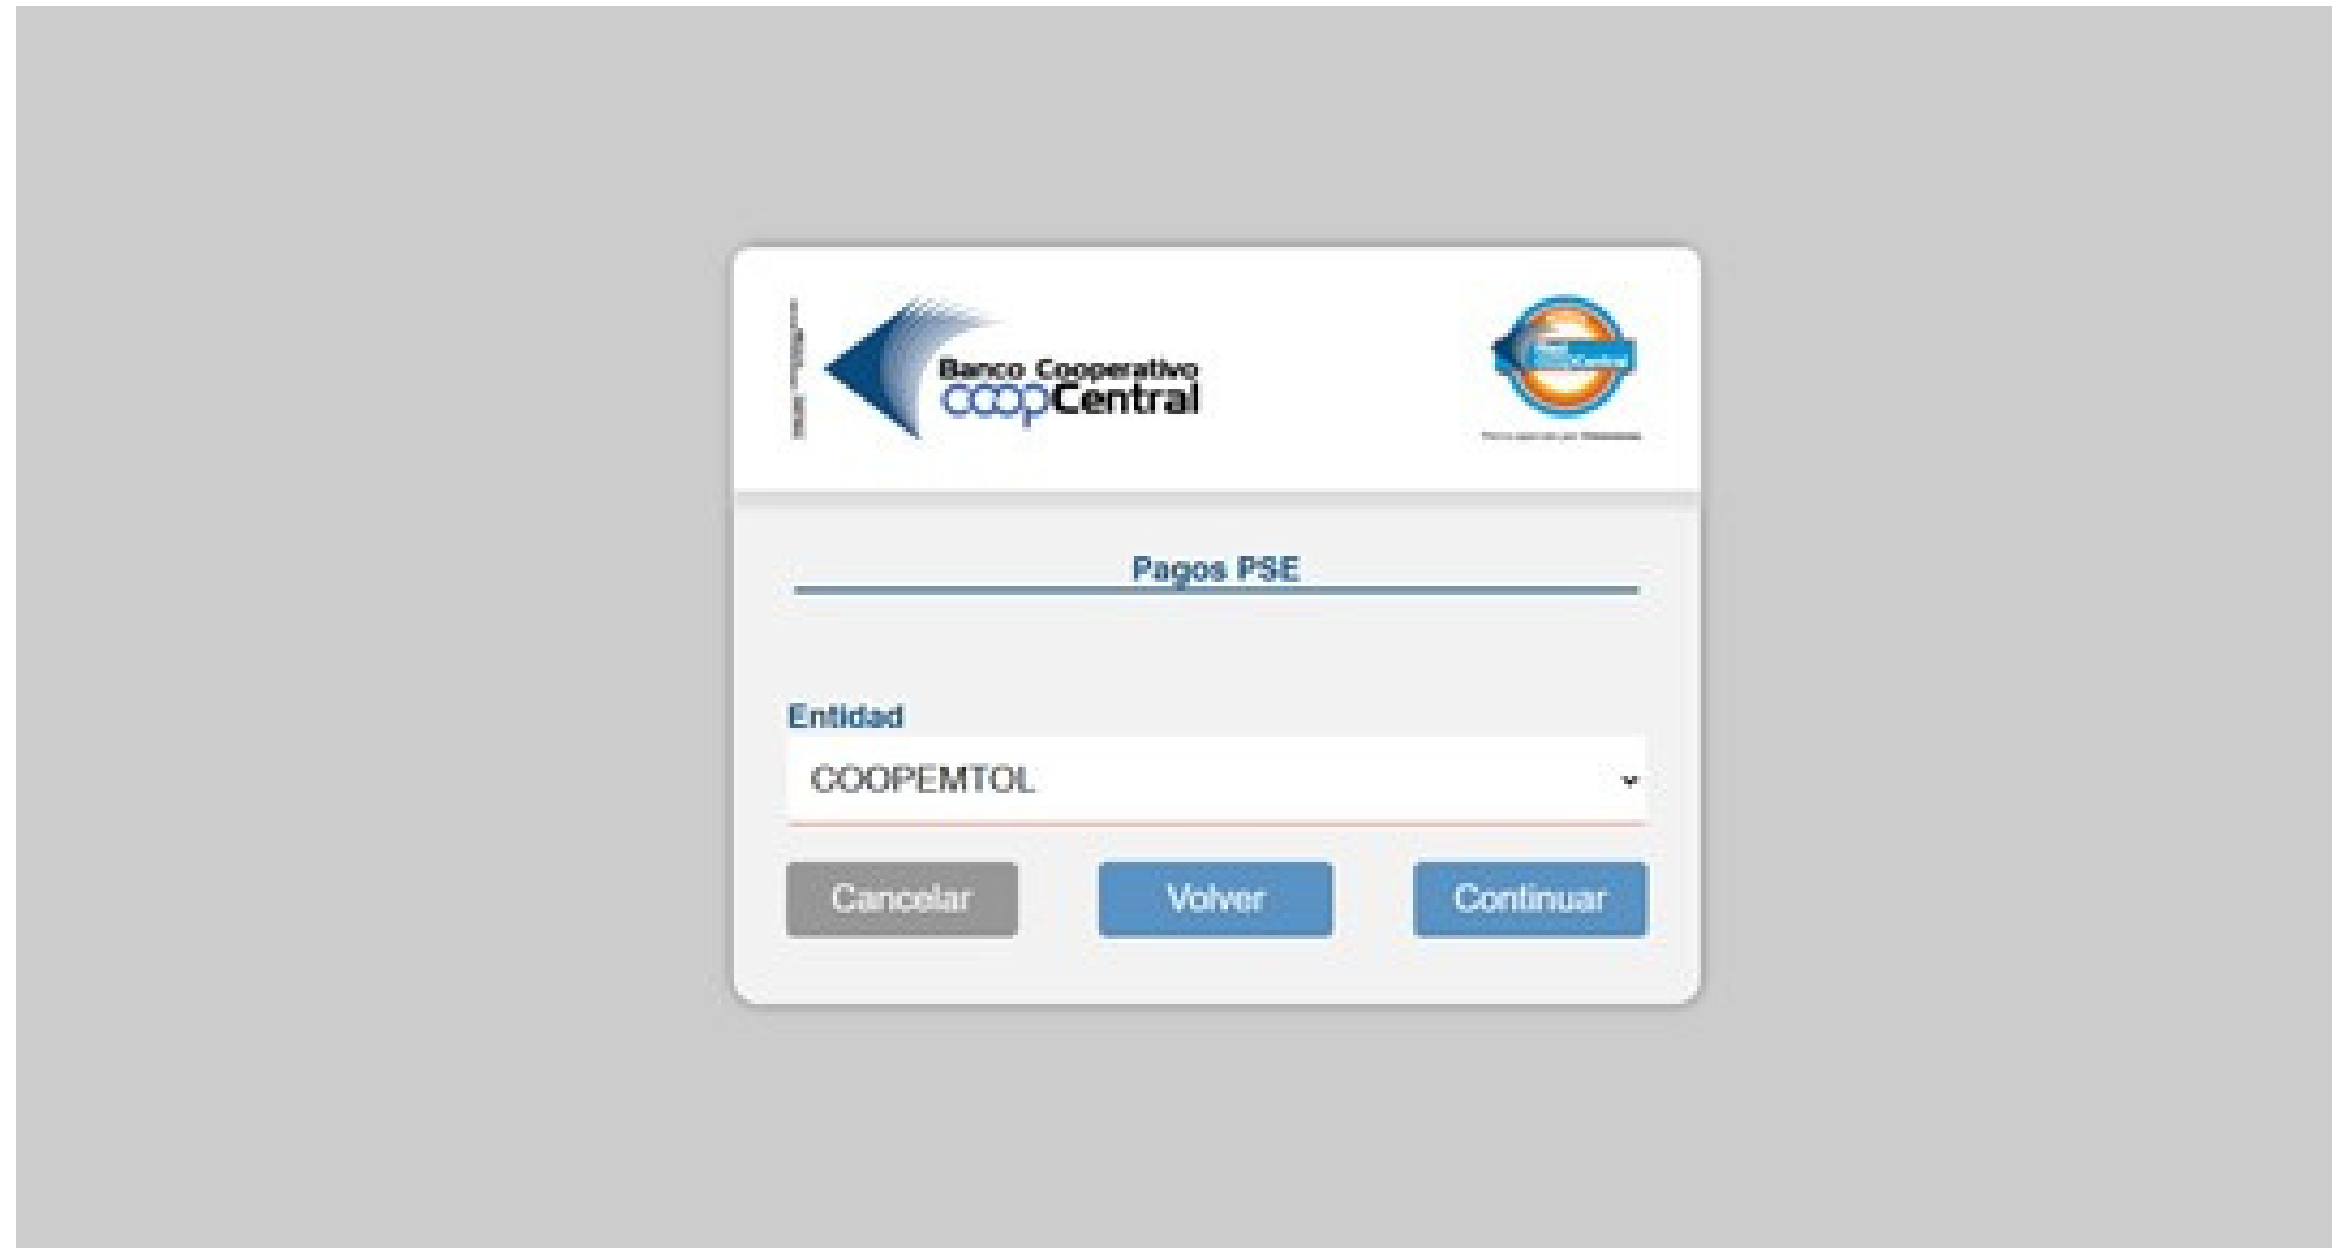 Banco Cooperativo
coopCentral
Pagos PSE
Entidad
COOPEMTOL
Cancelar
Volver
Continuar